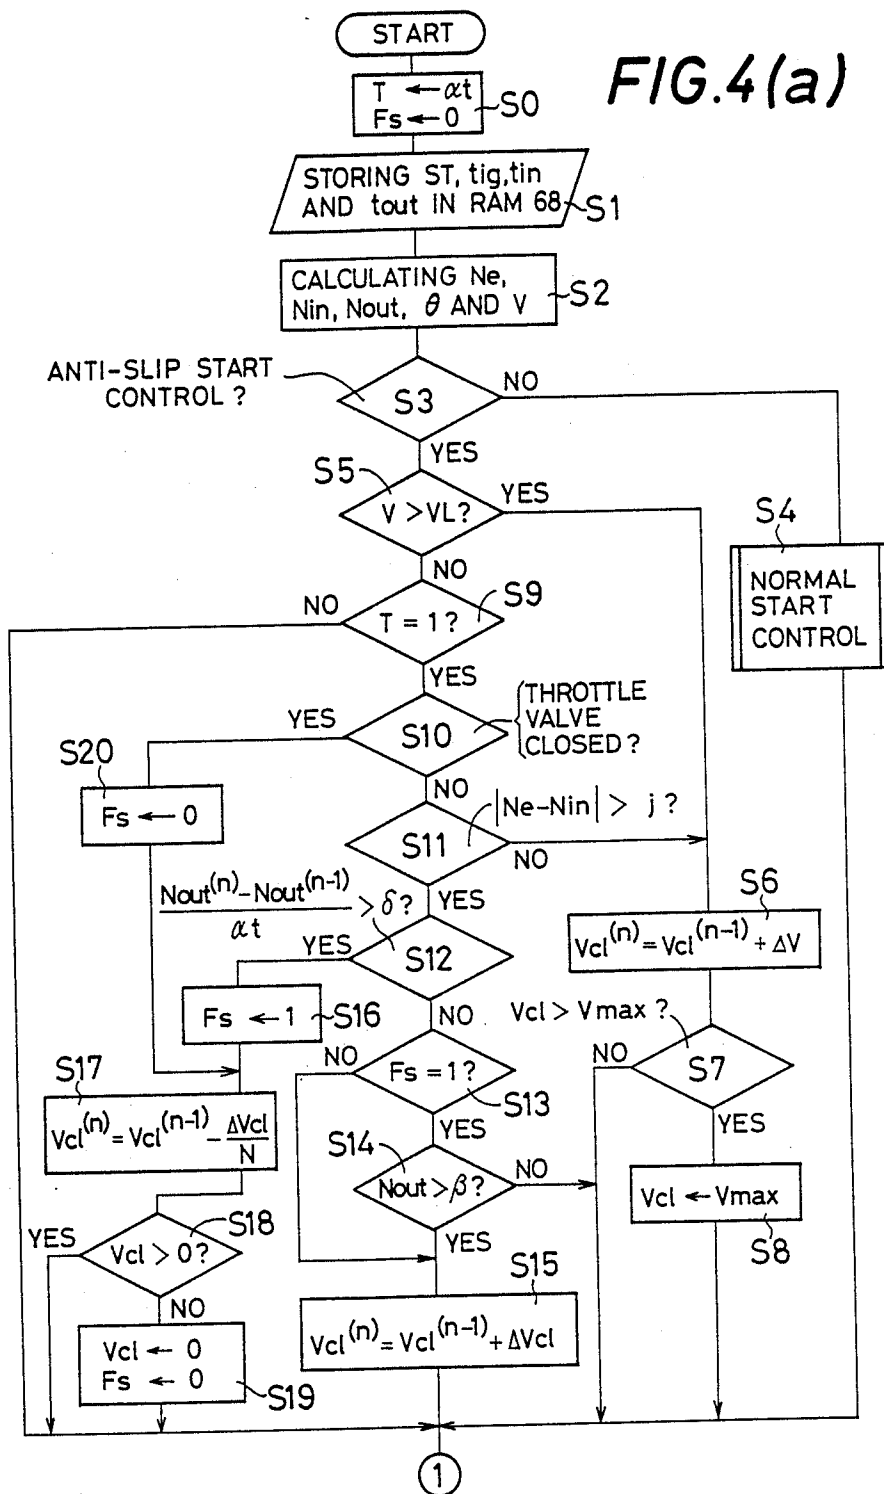 START
FIG.4(a)
T ← αt
Fs ← 0
S0
STORING ST, tig,tin
AND tout IN RAM 68
S1
CALCULATING Ne,
Nin, Nout, θ AND V
S2
ANTI-SLIP START
CONTROL ?
S3
NO
YES
S5
V > VL?
YES
NO
S4
NORMAL
START
CONTROL
S9
T = 1 ?
NO
YES
S10
THROTTLE
VALVE
CLOSED ?
YES
NO
S20
Fs ← 0
S11
|Ne-Nin| > j ?
NO
YES
Nout(n) - Nout(n-1)
αt
> δ?
S12
YES
NO
S6
Vcl(n) = Vcl(n-1) + ΔV
Fs ← 1
S16
Vcl > Vmax ?
S7
NO
YES
Fs = 1 ?
S13
NO
YES
S17
Vcl(n) = Vcl(n-1) - ΔVcl
N
S14
Nout > β?
NO
YES
Vcl ← Vmax
S8
S18
Vcl > 0 ?
YES
NO
S15
Vcl(n) = Vcl(n-1) + ΔVcl
Vcl ← 0
Fs ← 0
S19
1